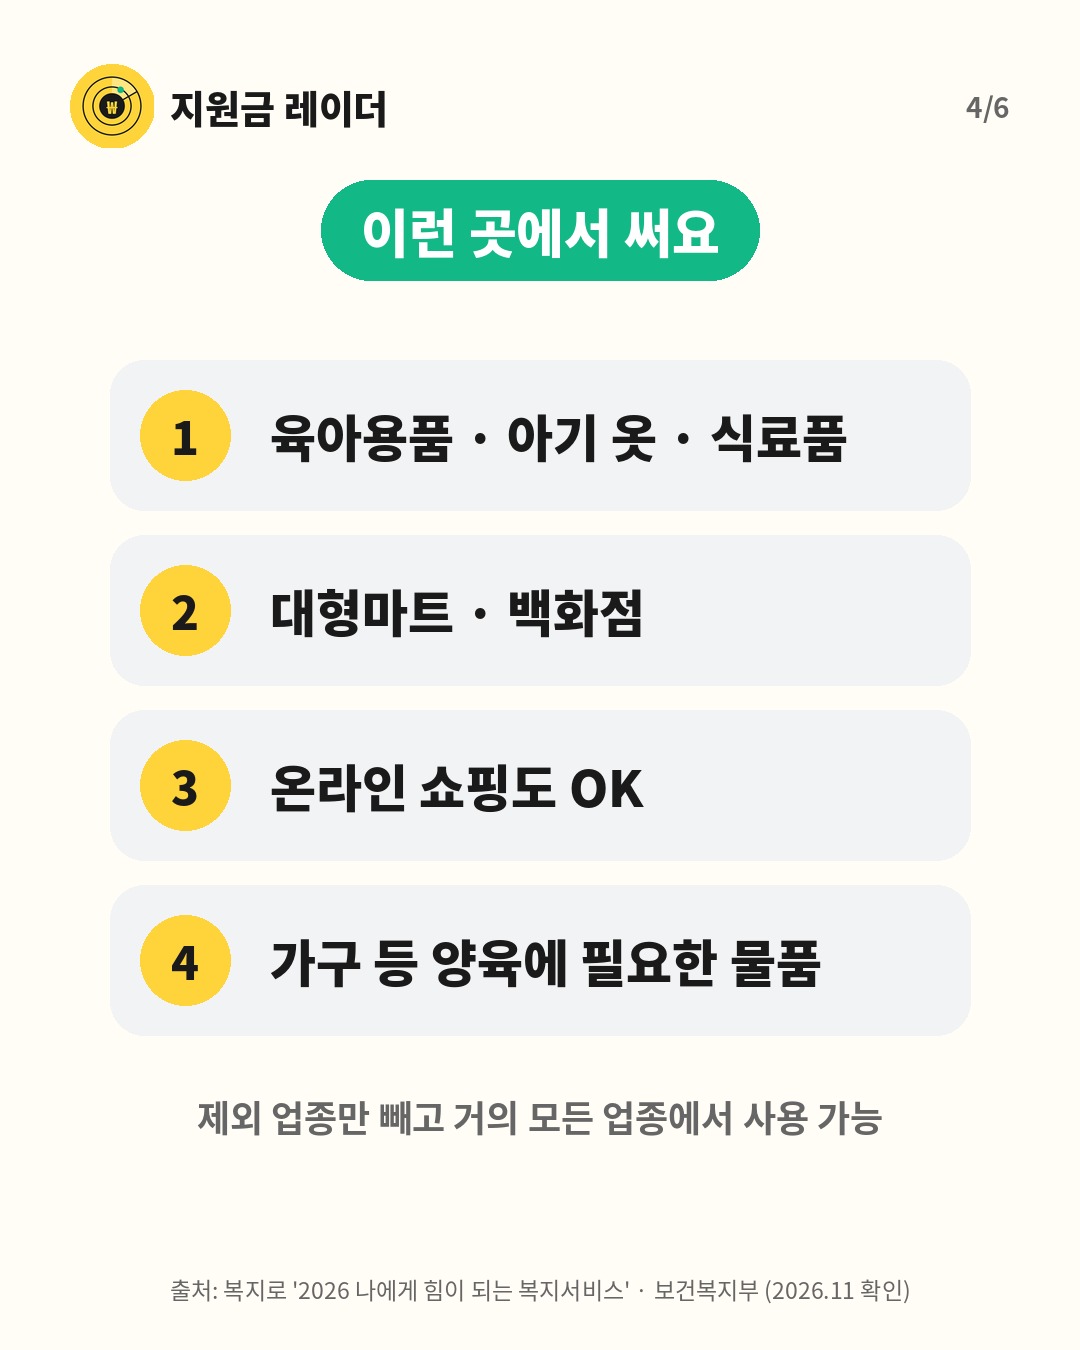 ₩
지원금 레이더
4/6
이런 곳에서 써요
1 육아용품 · 아기 옷 · 식료품
2 대형마트 · 백화점
3 온라인 쇼핑도 OK
4 가구 등 양육에 필요한 물품
제외 업종만 빼고 거의 모든 업종에서 사용 가능
출처: 복지로 '2026 나에게 힘이 되는 복지서비스' · 보건복지부 (2026.11 확인)